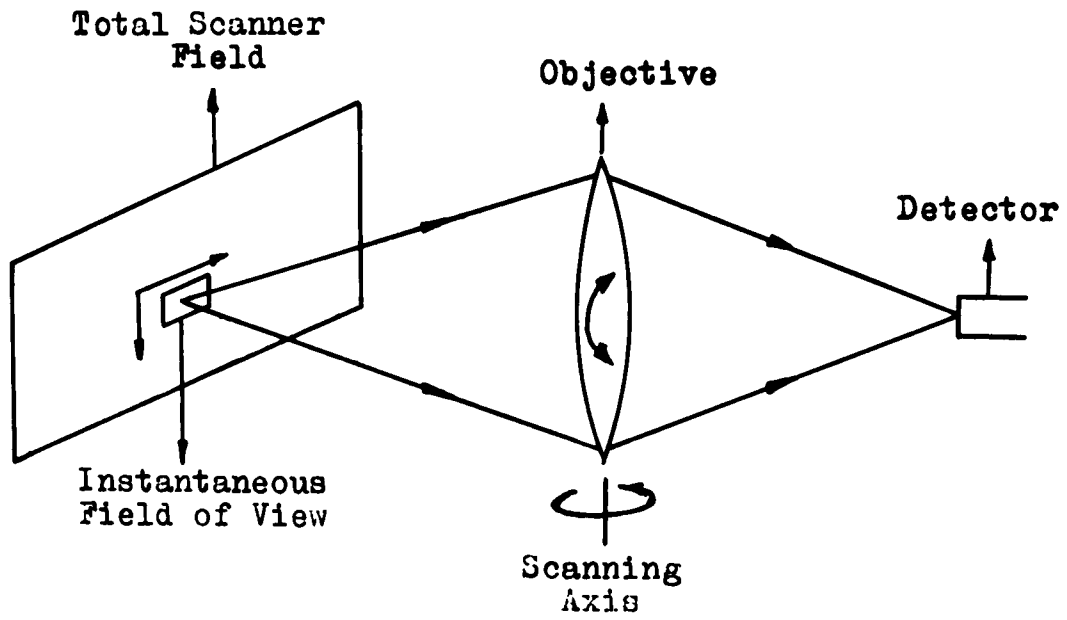 Total Scanner
Field
Objective
Detector
Instantaneous
Field of View
Scanning
Axis